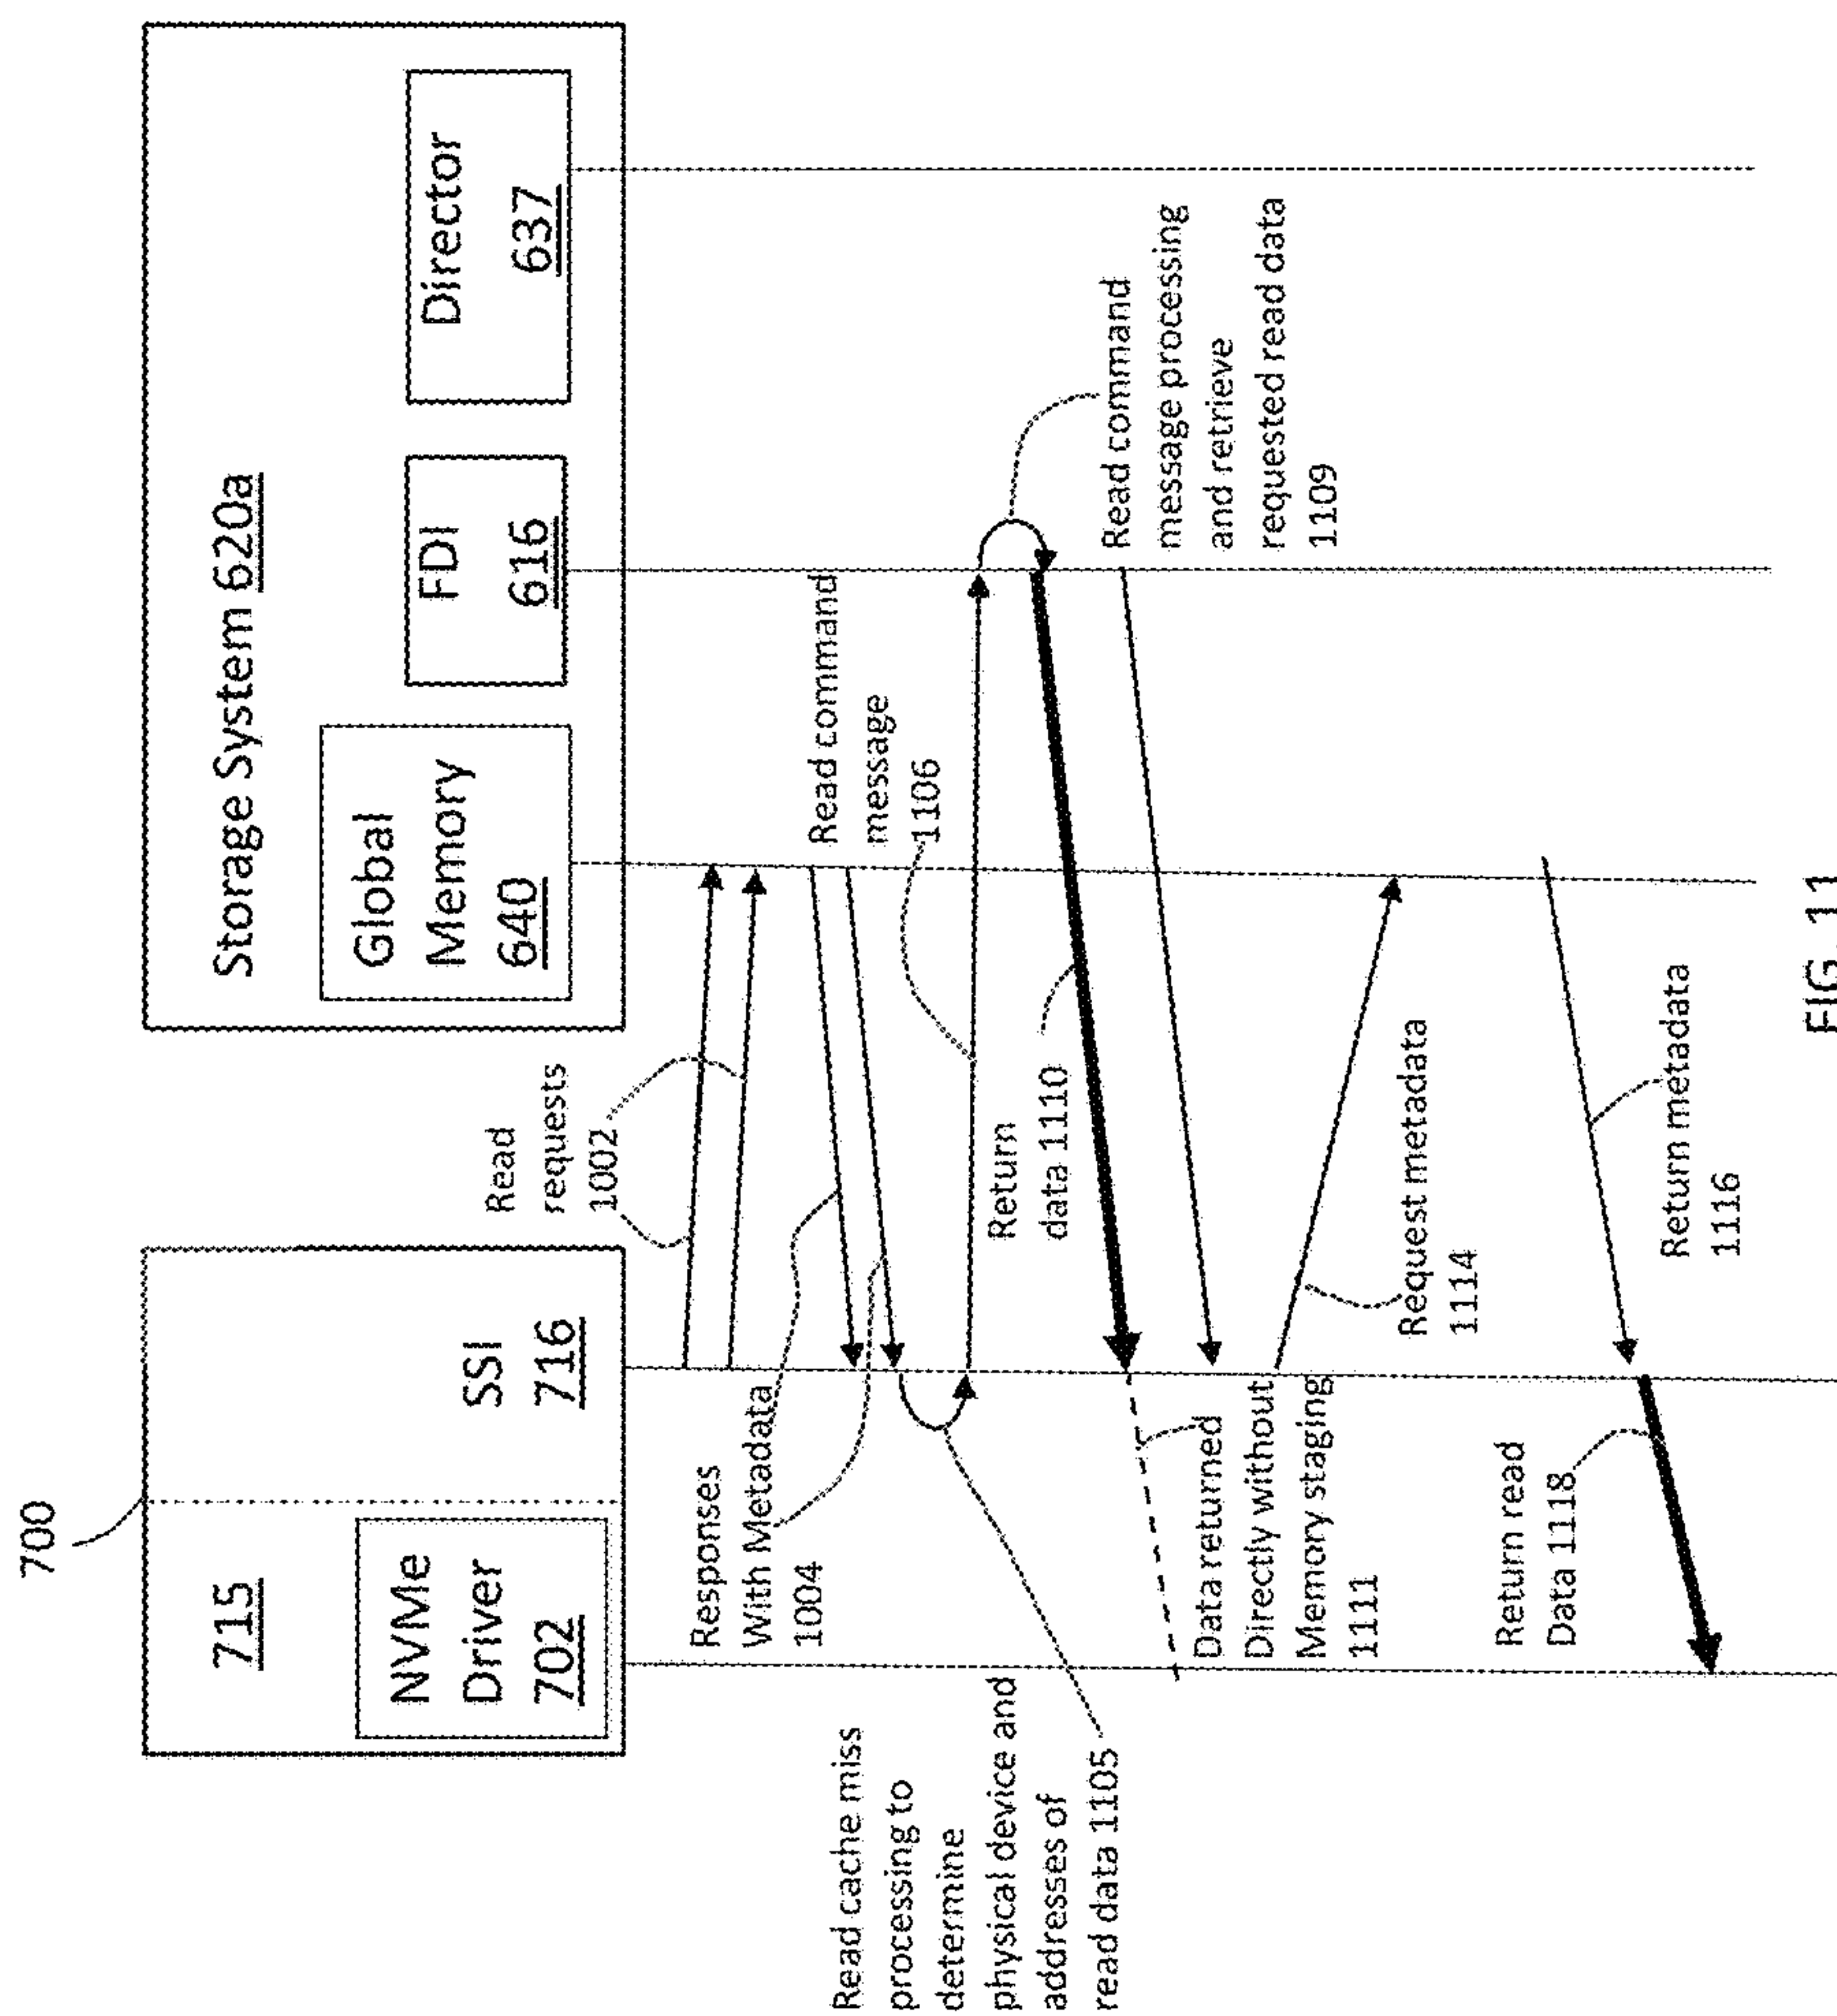 700
715
NVMe
Driver
702
SSI
716
Storage System 620a
Global
Memory
640
FDI
616
Director
637
Read
requests
1002
Responses
With Metadata
1004
Read cache miss
processing to
determine
physical device and
addresses of
read data 1105
Read command
message
1106
Read command
message processing
and retrieve
requested read data
1109
Return
data 1110
Data returned
Directly without
Memory staging
1111
Request metadata
1114
Return metadata
1116
Return read
Data 1118
FIG. 11